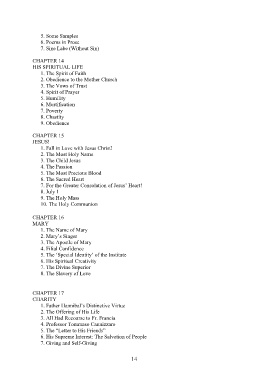 5. Some Samples
6. Poems in Prose
7. Sine Labe (Without Sin)
CHAPTER 14
HIS SPIRITUAL LIFE
1. The Spirit of Faith
2. Obedience to the Mother Church
3. The Vows of Trust
4. Spirit of Prayer
5. Humility
6. Mortification
7. Poverty
8. Chastity
9. Obedience
CHAPTER 15
JESUS!
1. Fall in Love with Jesus Christ!
2. The Most Holy Name
3. The Child Jesus
4. The Passion
5. The Most Precious Blood
6. The Sacred Heart
7. For the Greater Consolation of Jesus' Heart!
8. July 1
9. The Holy Mass
10. The Holy Communion
CHAPTER 16
MARY
1. The Name of Mary
2. Mary's Singer
3. The Apostle of Mary
4. Filial Confidence
5. The 'Special Identity' of the Institute
6. His Spiritual Creativity
7. The Divine Superior
8. The Slavery of Love
CHAPTER 17
CHARITY
1. Father Hannibal's Distinctive Virtue
2. The Offering of His Life
3. All Had Recourse to Fr. Francia
4. Professor Tommaso Cannizzaro
5. The "Letter to His Friends"
6. His Supreme Interest: The Salvation of People
7. Giving and Self-Giving
14